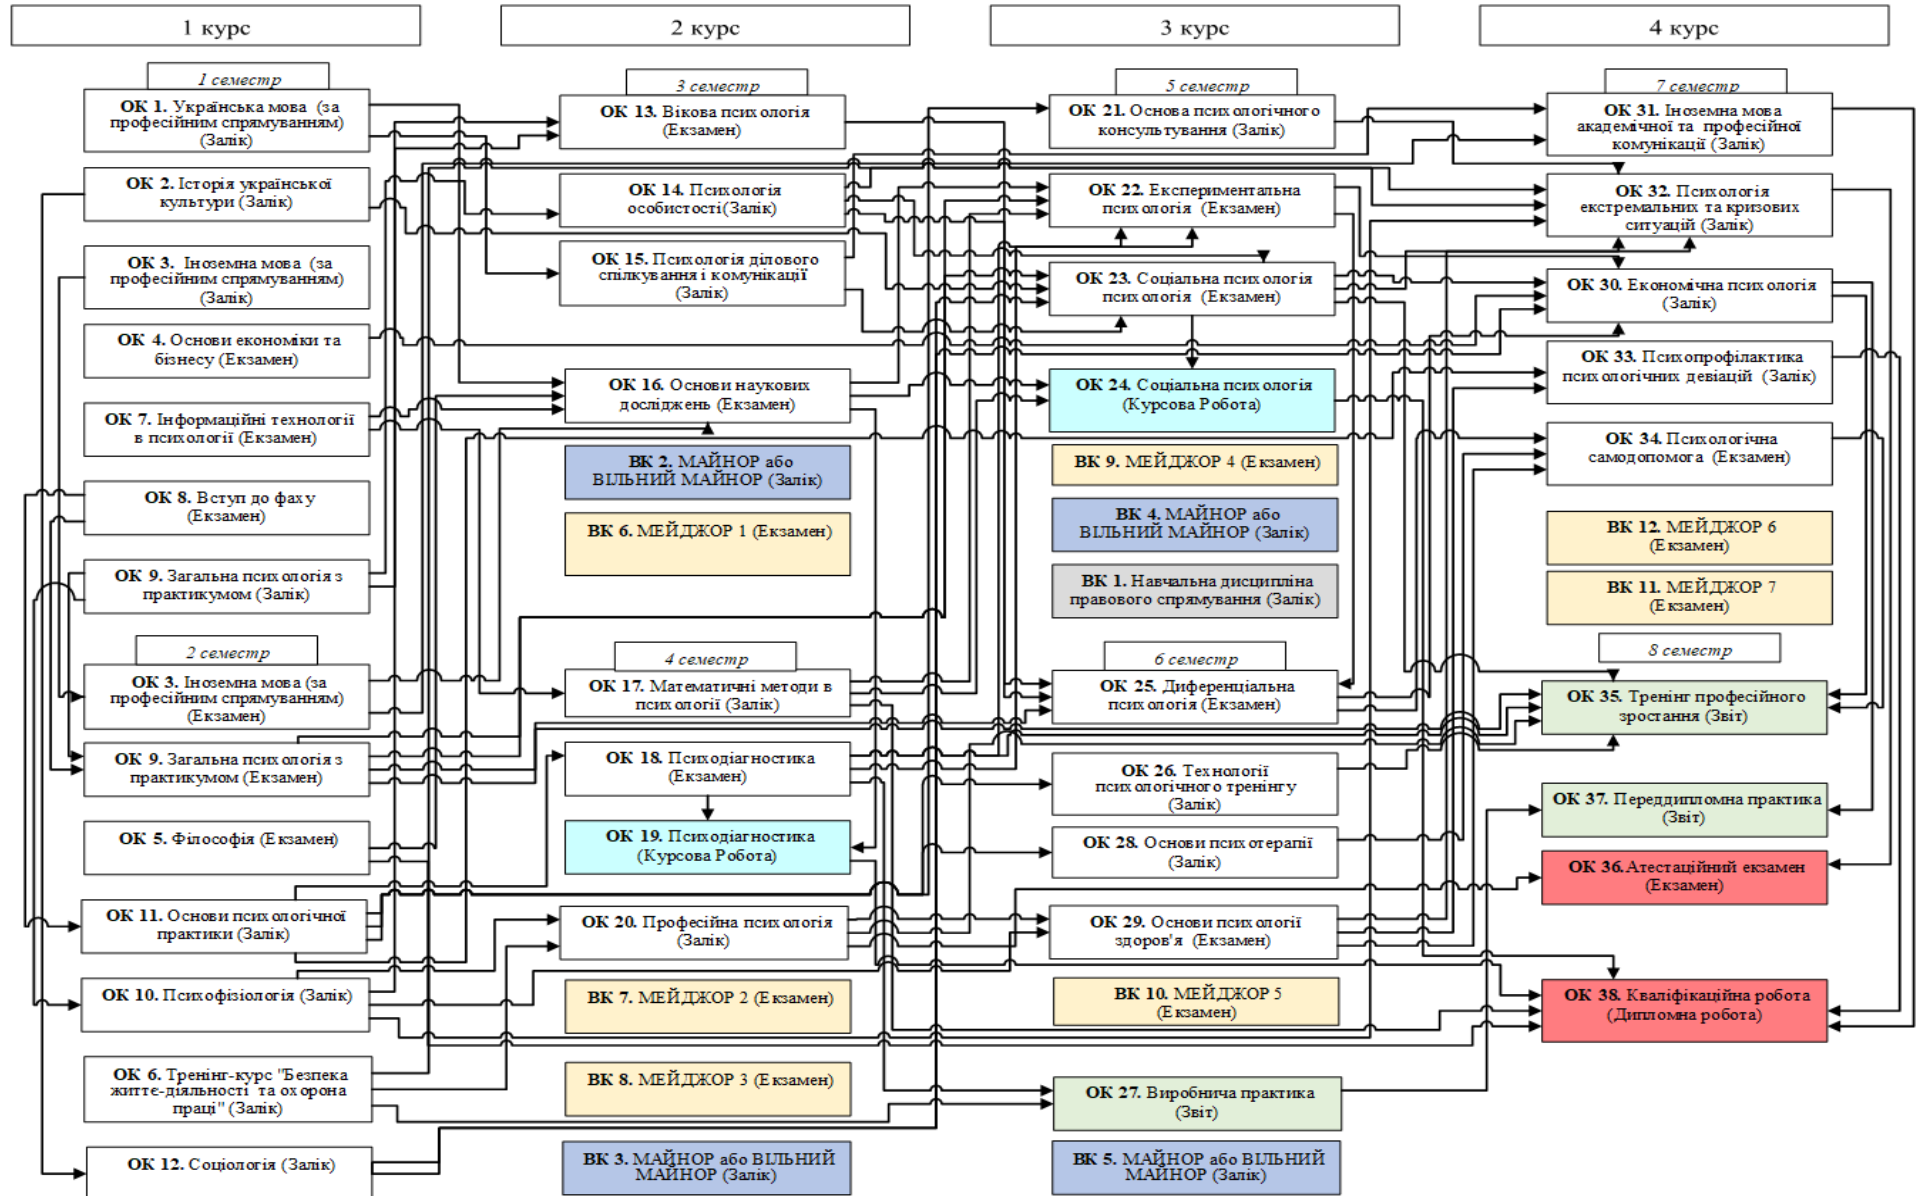 1 курс
2 курс
3 курс
4 курс
1 семестр
ОК 1. Українська мова (за
професійним спрямуванням)
(Залік)
ОК 2. Історія української
культури (Залік)
ОК 3. Іноземна мова (за
професійним спрямуванням)
(Залік)
ОК 4. Основи економіки та
бізнесу (Екзамен)
ОК 7. Інформаційні технології
в психології (Екзамен)
ОК 8. Вступ до фаху
(Екзамен)
ОК 9. Загальна психологія з
практикумом (Залік)
2 семестр
ОК 3. Іноземна мова (за
професійним спрямуванням)
(Екзамен)
ОК 9. Загальна психологія з
практикумом (Екзамен)
ОК 5. Філософія (Екзамен)
ОК 11. Основи психологічної
практики (Залік)
ОК 10. Психофізіологія (Залік)
ОК 6. Тренінг-курс "Безпека
життє-діяльності та охорона
праці" (Залік)
ОК 12. Соціологія (Залік)
3 семестр
ОК 13. Вікова психологія
(Екзамен)
ОК 14. Психологія
особистості(Залік)
ОК 15. Психологія ділового
спілкування і комунікації
(Залік)
ОК 16. Основи наукових
досліджень (Екзамен)
ВК 2. МАЙНОР або
ВІЛЬНИЙ МАЙНОР (Залік)
ВК 6. МЕЙДЖОР 1 (Екзамен)
4 семестр
ОК 17. Математичні методи в
психології (Залік)
ОК 18. Психодіагностика
(Екзамен)
ОК 19. Психодіагностика
(Курсова Робота)
ОК 20. Професійна психологія
(Залік)
ВК 7. МЕЙДЖОР 2 (Екзамен)
ВК 8. МЕЙДЖОР 3 (Екзамен)
ВК 3. МАЙНОР або ВІЛЬНИЙ
МАЙНОР (Залік)
5 семестр
ОК 21. Основа психологічного
консультування (Залік)
ОК 22. Експериментальна
психологія (Екзамен)
ОК 23. Соціальна психологія
психологія (Екзамен)
ОК 24. Соціальна психологія
(Курсова Робота)
ВК 9. МЕЙДЖОР 4 (Екзамен)
ВК 4. МАЙНОР або
ВІЛЬНИЙ МАЙНОР (Залік)
ВК 1. Навчальна дисципліна
правового спрямування (Залік)
6 семестр
ОК 25. Диференціальна
психологія (Екзамен)
ОК 26. Технології
психологічного тренінгу
(Залік)
ОК 28. Основи психотерапії
(Залік)
ОК 29. Основи психології
здоров'я (Екзамен)
ВК 10. МЕЙДЖОР 5
(Екзамен)
ОК 27. Виробнича практика
(Звіт)
ВК 5. МАЙНОР або ВІЛЬНИЙ
МАЙНОР (Залік)
7 семестр
ОК 31. Іноземна мова
академічної та професійної
комунікації (Залік)
ОК 32. Психологія
екстремальних та кризових
ситуацій (Залік)
ОК 30. Економічна психологія
(Залік)
ОК 33. Психопрофілактика
психологічних девіацій (Залік)
ОК 34. Психологічна
самодопомога (Екзамен)
ВК 12. МЕЙДЖОР 6
(Екзамен)
ВК 11. МЕЙДЖОР 7
(Екзамен)
8 семестр
ОК 35. Тренінг професійного
зростання (Звіт)
ОК 37. Переддипломна практика
(Звіт)
ОК 36.Атестаційний екзамен
(Екзамен)
ОК 38. Кваліфікаційна робота
(Дипломна робота)